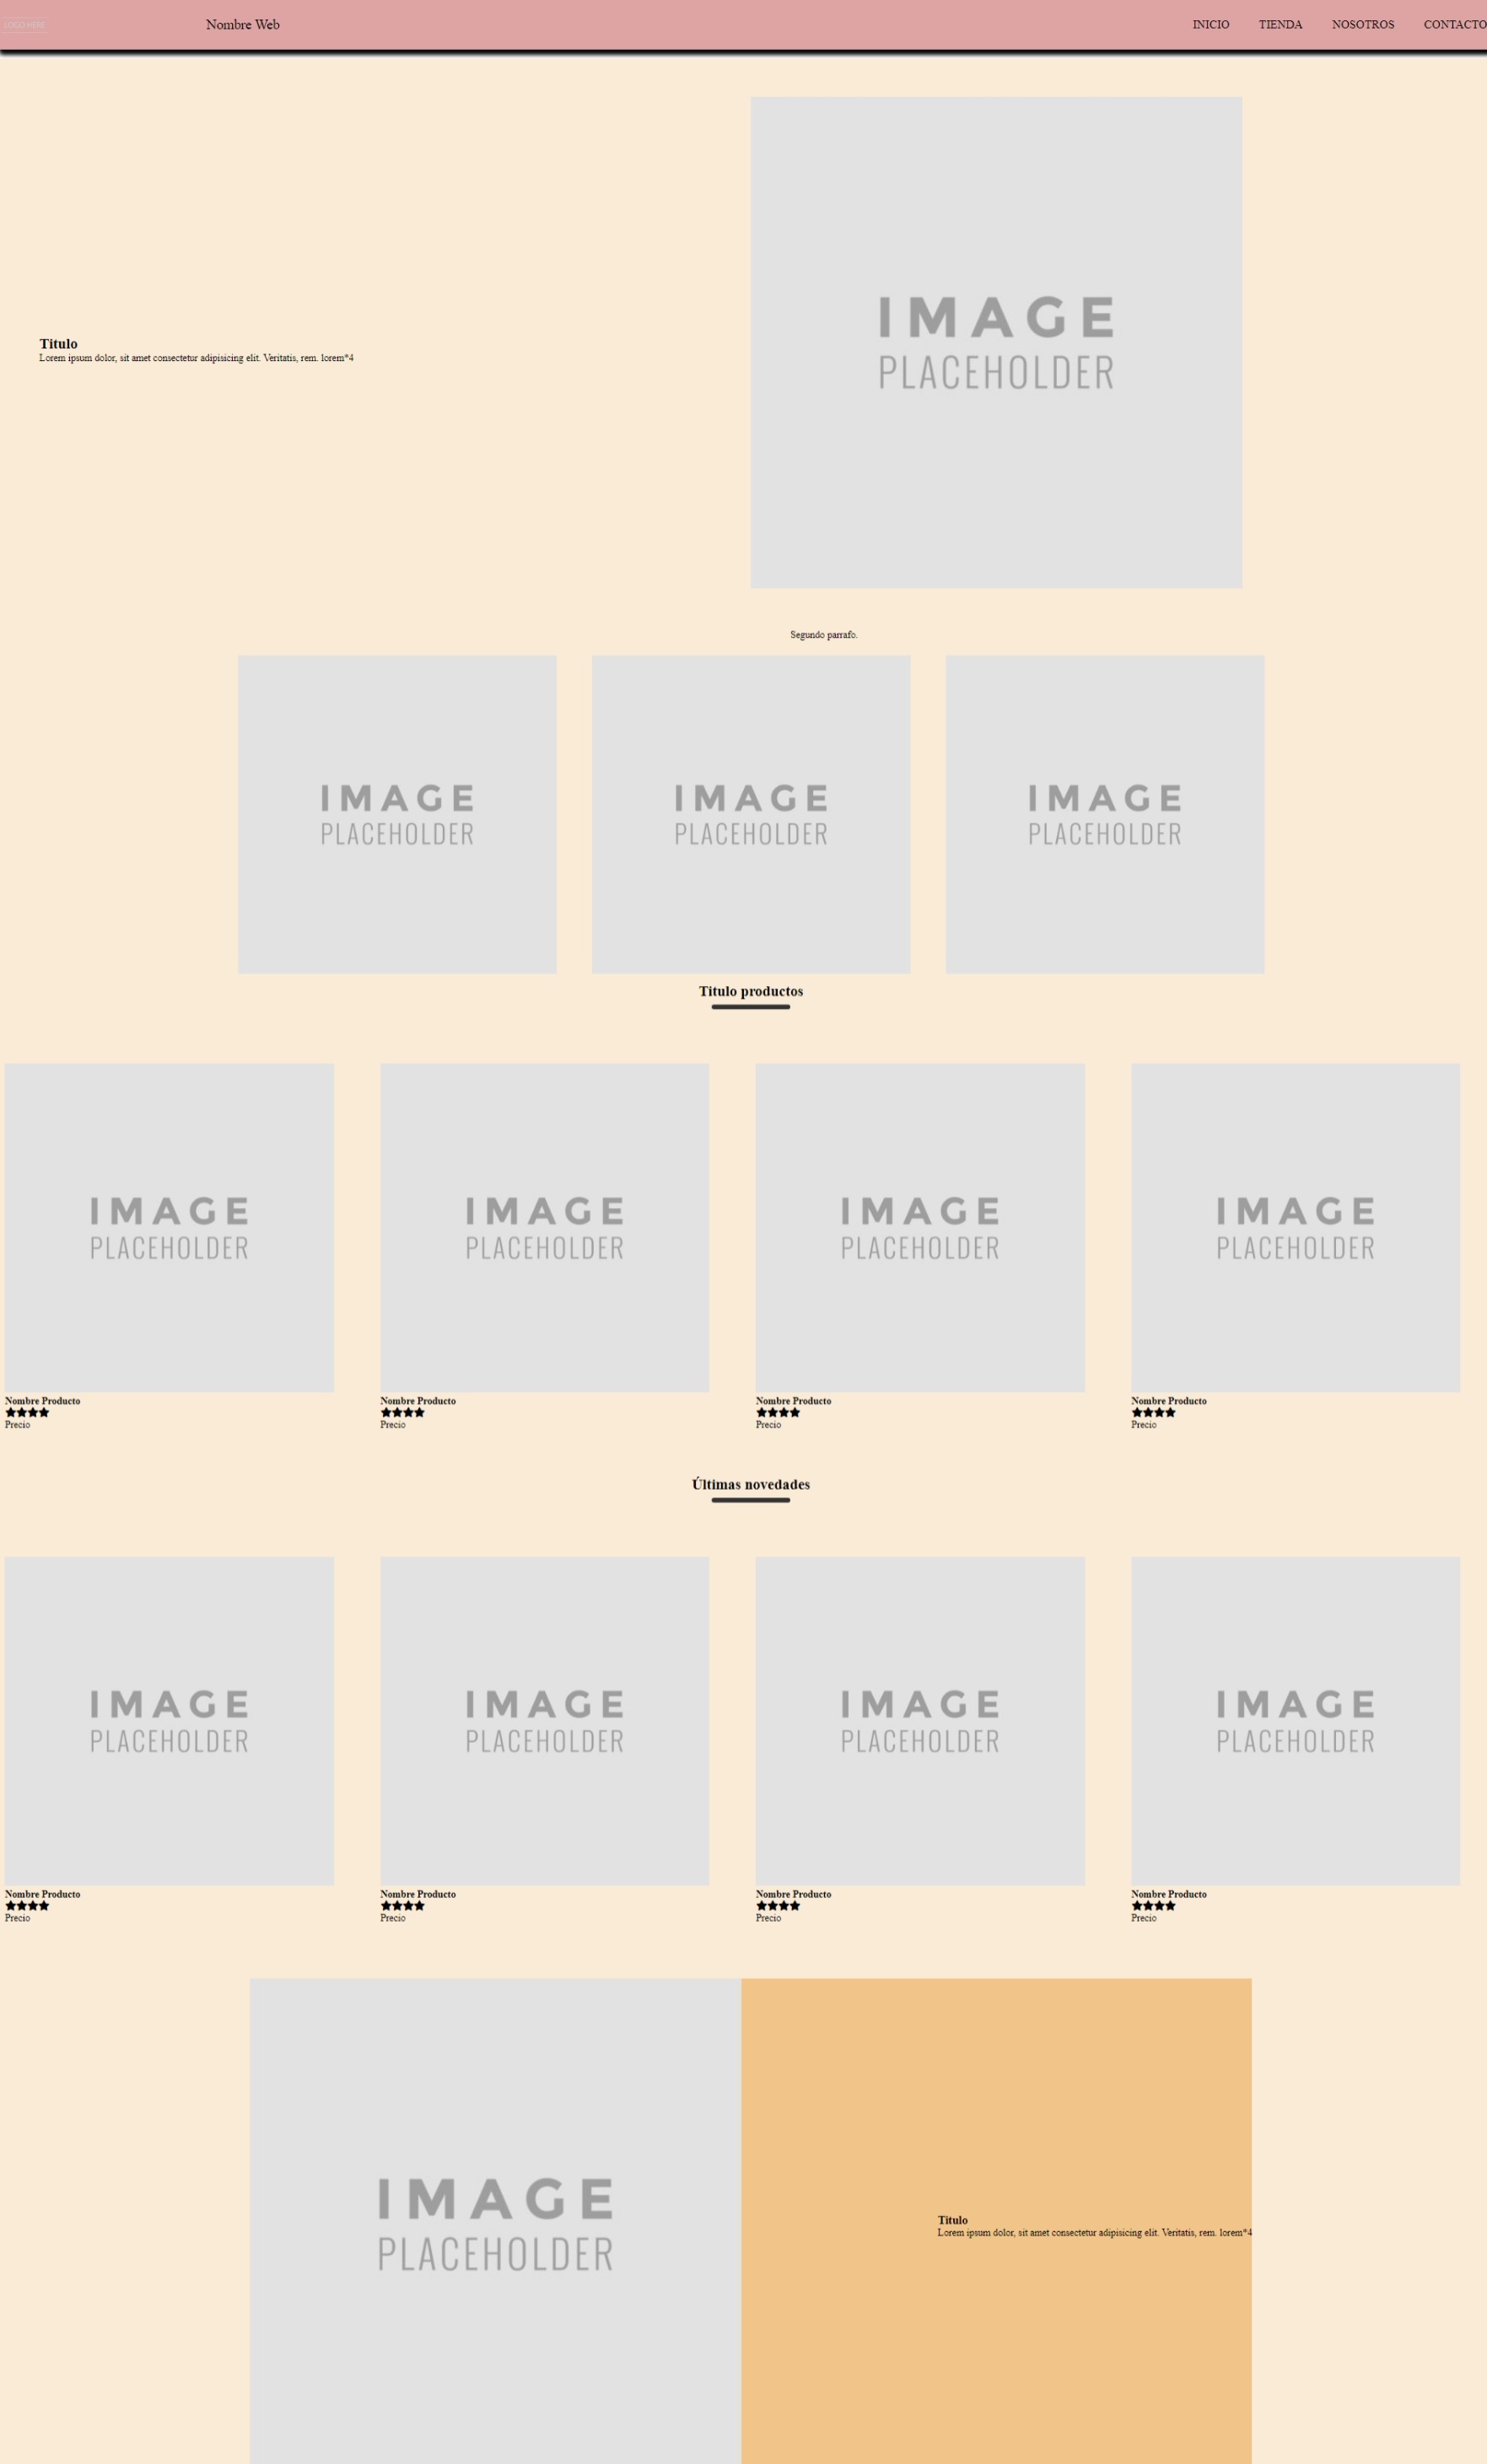 LOGO HERE
Nombre Web
INICIO
TIENDA
NOSOTROS
CONTACTO
IMAGE
PLACEHOLDER
Titulo
Lorem ipsum dolor, sit amet consectetur adipisicing elit. Veritatis, rem. lorem*4
Segundo parrafo.
IMAGE
PLACEHOLDER
IMAGE
PLACEHOLDER
IMAGE
PLACEHOLDER
Titulo productos
IMAGE
PLACEHOLDER
Nombre Producto
Precio
IMAGE
PLACEHOLDER
Nombre Producto
Precio
IMAGE
PLACEHOLDER
Nombre Producto
Precio
IMAGE
PLACEHOLDER
Nombre Producto
Precio
Últimas novedades
IMAGE
PLACEHOLDER
Nombre Producto
Precio
IMAGE
PLACEHOLDER
Nombre Producto
Precio
IMAGE
PLACEHOLDER
Nombre Producto
Precio
IMAGE
PLACEHOLDER
Nombre Producto
Precio
IMAGE
PLACEHOLDER
Titulo
Lorem ipsum dolor, sit amet consectetur adipisicing elit. Veritatis, rem. lorem*4